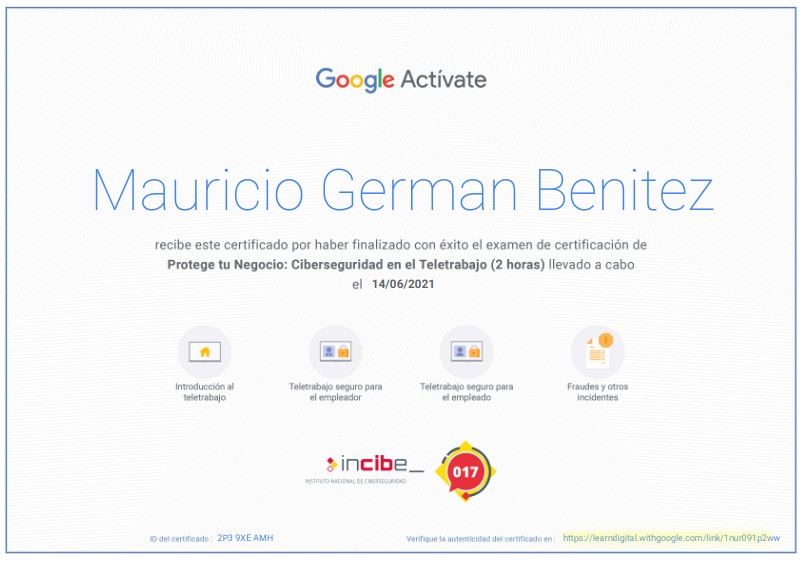 Google Actívate
Mauricio German Benitez
recibe este certificado por haber finalizado con éxito el examen de certificación de
Protege tu Negocio: Ciberseguridad en el Teletrabajo (2 horas) llevado a cabo
el 14/06/2021
Introducción al
teletrabajo
Teletrabajo seguro para
el empleador
Teletrabajo seguro para
el empleado
Fraudes y otros
incidentes
incibe_
INSTITUTO NACIONAL DE CIBERSEGURIDAD
017
ID del certificado : 2P3 9XE AMH
Verifique la autenticidad del certificado en : https://learndigital.withgoogle.com/link/1nur091p2ww